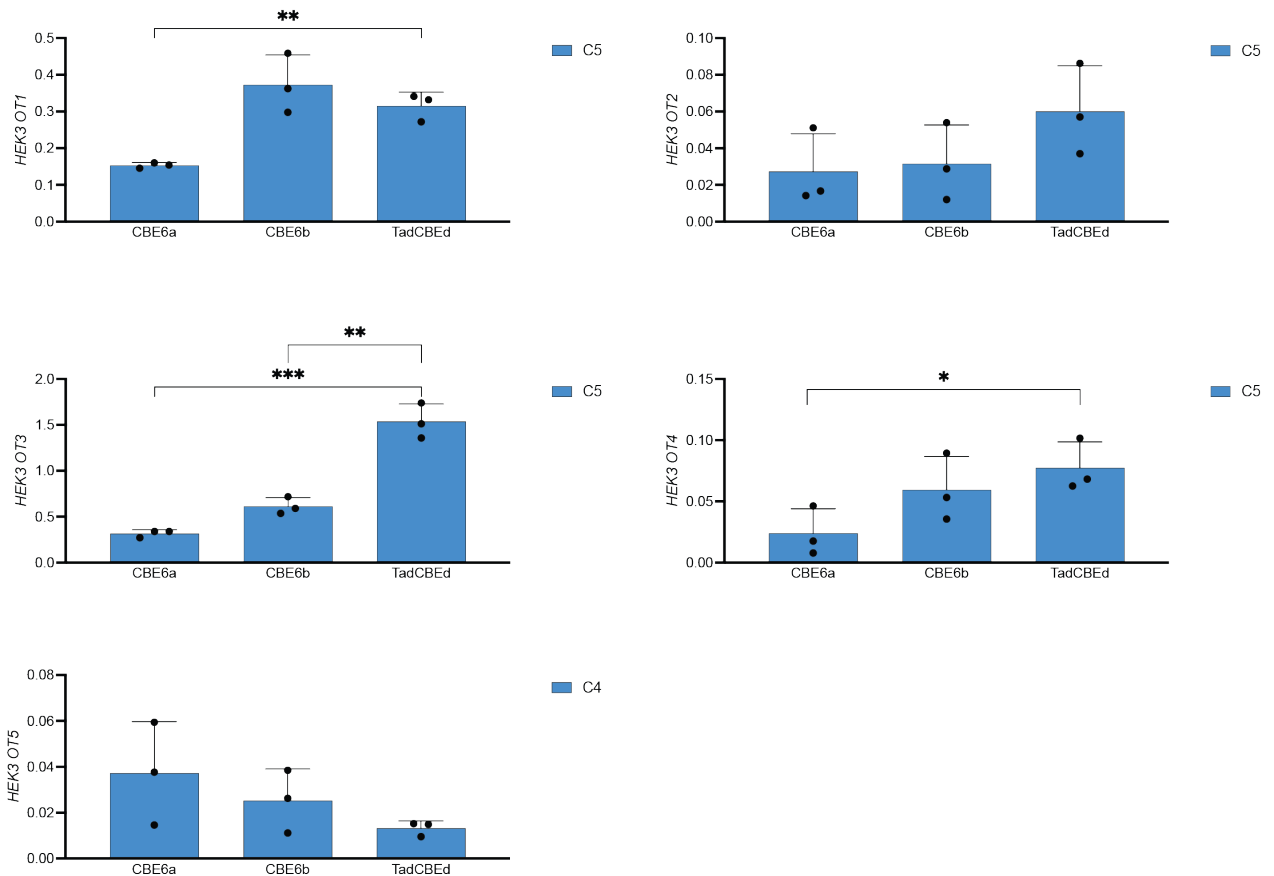 **
0.5
0.4
0.3
0.2
0.1
0.0
HEK3 OT1
CBE6a CBE6b TadCBEd
C5
0.10
0.08
0.06
0.04
0.02
0.00
HEK3 OT2
CBE6a CBE6b TadCBEd
C5
**
***
2.0
1.5
1.0
0.5
0.0
HEK3 OT3
CBE6a CBE6b TadCBEd
C5
*
0.15
0.10
0.05
0.00
HEK3 OT4
CBE6a CBE6b TadCBEd
C5
0.08
0.06
0.04
0.02
0.00
HEK3 OT5
CBE6a CBE6b TadCBEd
C4